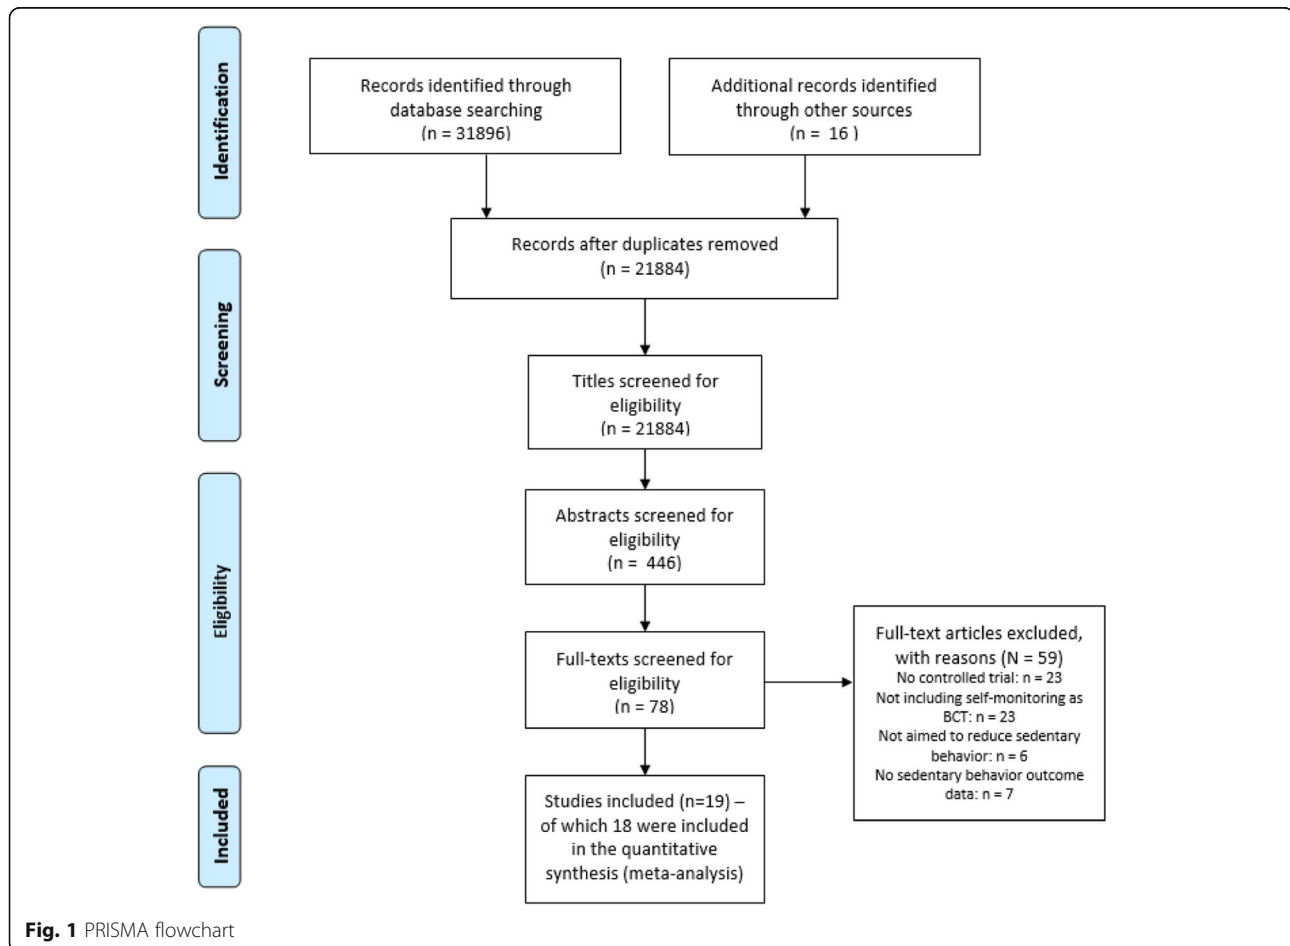 Identification
Records identified through
database searching
(n = 31896)
Additional records identified
through other sources
(n = 16 )
Records after duplicates removed
(n = 21884)
Screening
Titles screened for
eligibility
(n = 21884)
Eligibility
Abstracts screened for
eligibility
(n = 446)
Full-texts screened for
eligibility
(n = 78)
Full-text articles excluded,
with reasons (N = 59)
No controlled trial: n = 23
Not including self-monitoring as
BCT: n = 23
Not aimed to reduce sedentary
behavior: n = 6
No sedentary behavior outcome
data: n = 7
Included
Studies included (n=19) –
of which 18 were included
in the quantitative
synthesis (meta-analysis)
Fig. 1 PRISMA flowchart